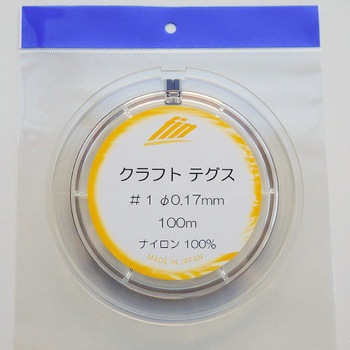 fin
クラフト テグス
# 1 φ0.17mm
100m
ナイロン 100%
MADE IN JAPAN